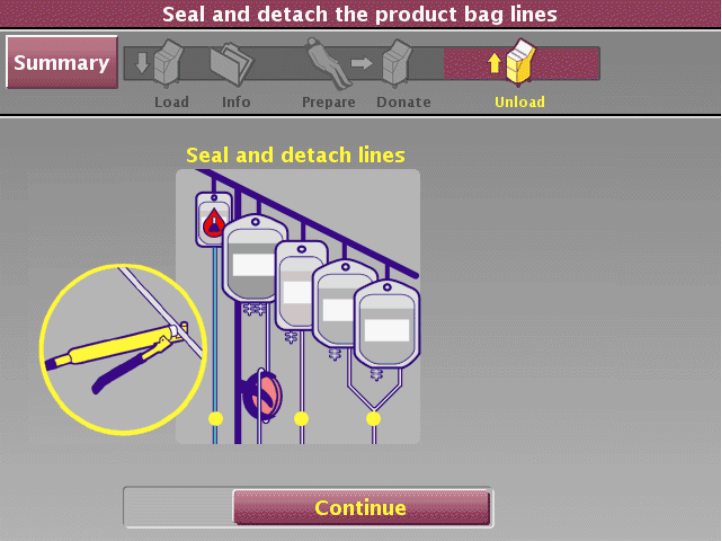 Seal and detach the product bag lines
Summary
Load
Info
Prepare
Donate
Unload
Seal and detach lines
Continue